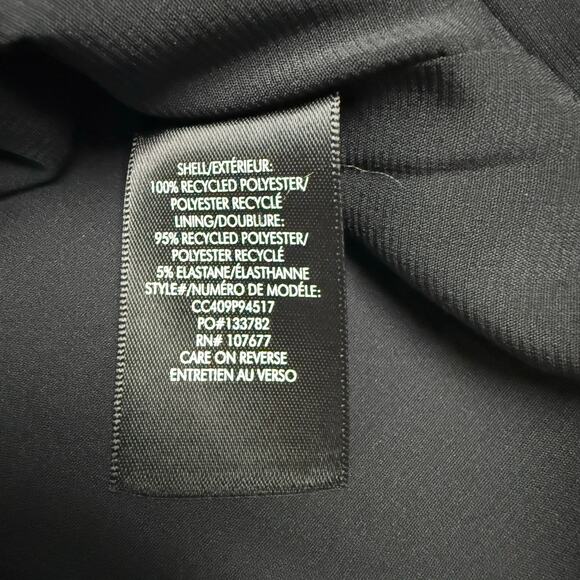 SHELL/EXTÉRIEUR:
100% RECYCLED POLYESTER/
POLYESTER RECYCLÉ
LINING/DOUBLURE:
95% RECYCLED POLYESTER/
POLYESTER RECYCLÉ
5% ELASTANE/ÉLASTHANNE
STYLE#/NUMÉRO DE MODÉLE:
CC409P94517
PO#133782
RN# 107677
CARE ON REVERSE
ENTRETIEN AU VERSO